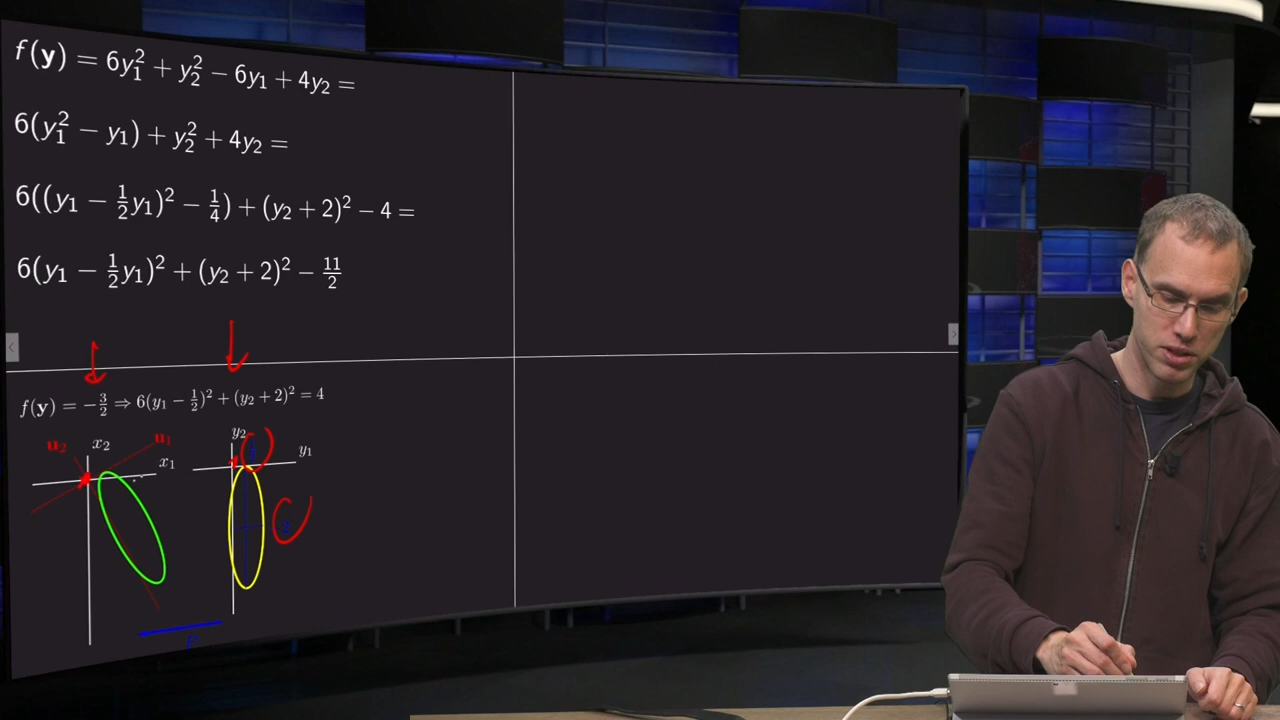 f(y) = 6y₁² + y₂² − 6y₁ + 4y₂ =
6(y₁² − y₁) + y₂² + 4y₂ =
6((y₁ − ½y₁)² − ¼) + (y₂ + 2)² − 4 =
6(y₁ − ½y₁)² + (y₂ + 2)² − 11/2
f(y) = −3/2 ⇒ 6(y₁ − ½)² + (y₂ + 2)² = 4
u₂ x₂ u₁ x₁
y₂ y₁
P